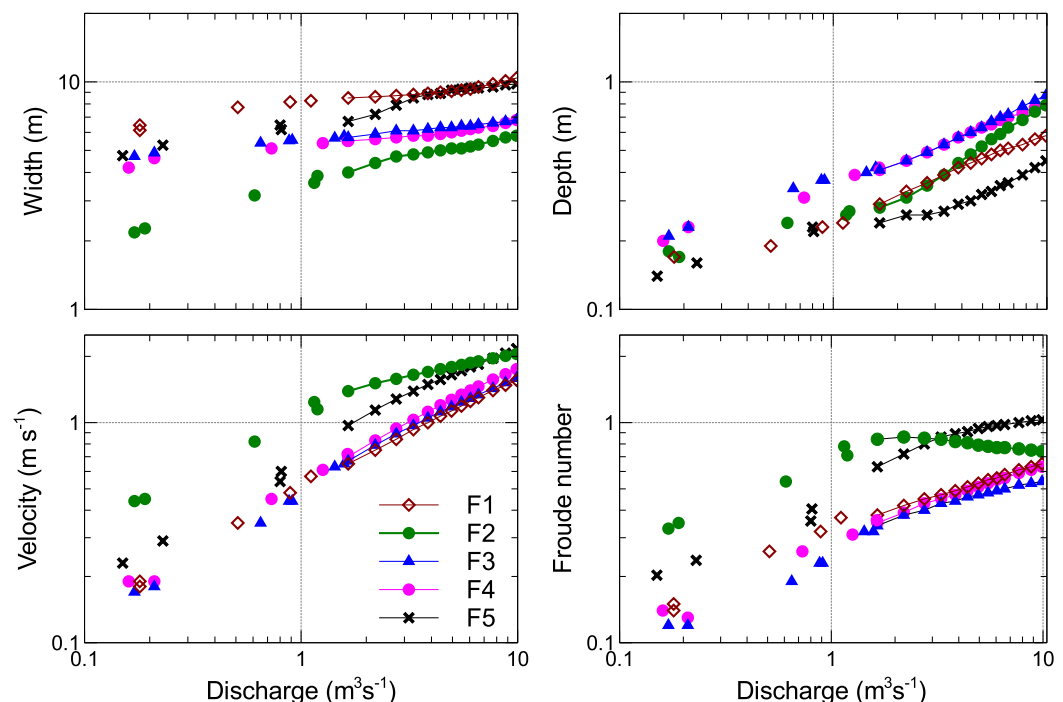 10
1
Width (m)
1
0.1
Depth (m)
1
0.1
Velocity (m s⁻¹)
F1
F2
F3
F4
F5
0.1
1
10
Discharge (m³s⁻¹)
1
0.1
Froude number
0.1
1
10
Discharge (m³s⁻¹)